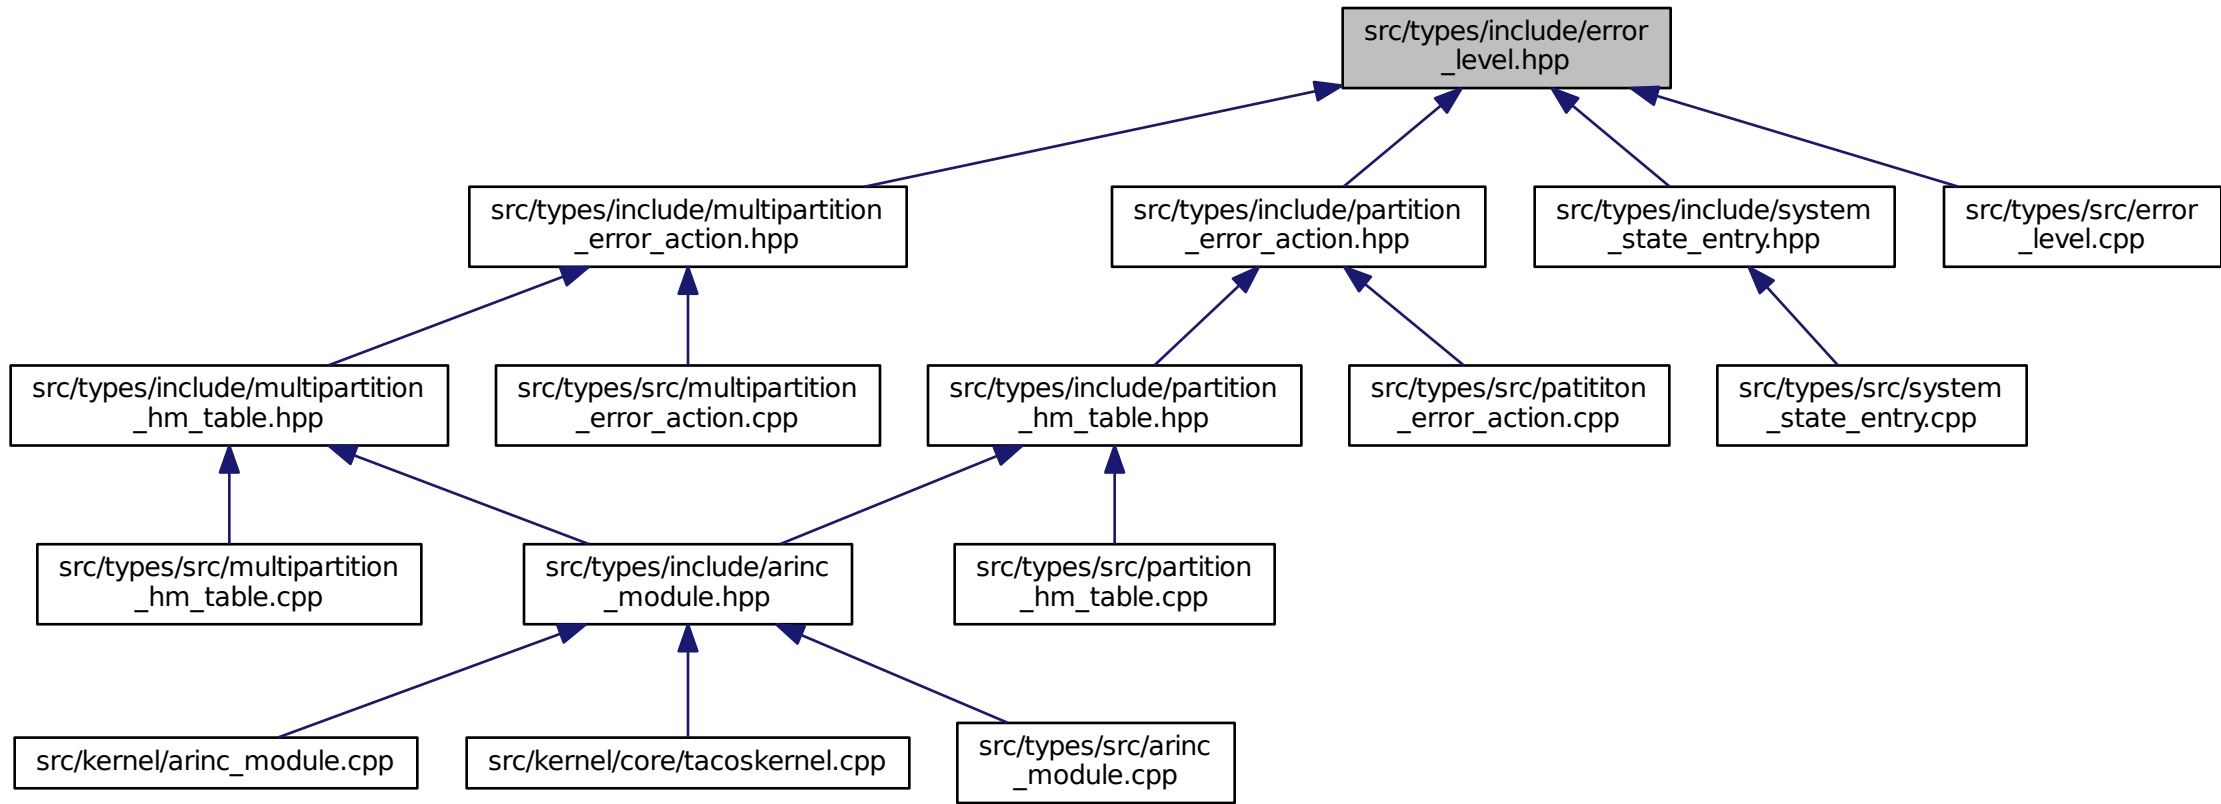 src/types/include/error
_level.hpp
src/types/include/multipartition
_error_action.hpp
src/types/include/partition
_error_action.hpp
src/types/include/system
_state_entry.hpp
src/types/src/error
_level.cpp
src/types/include/multipartition
_hm_table.hpp
src/types/src/multipartition
_error_action.cpp
src/types/include/partition
_hm_table.hpp
src/types/src/patititon
_error_action.cpp
src/types/src/system
_state_entry.cpp
src/types/src/multipartition
_hm_table.cpp
src/types/include/arinc
_module.hpp
src/types/src/partition
_hm_table.cpp
src/kernel/arinc_module.cpp
src/kernel/core/tacoskernel.cpp
src/types/src/arinc
_module.cpp